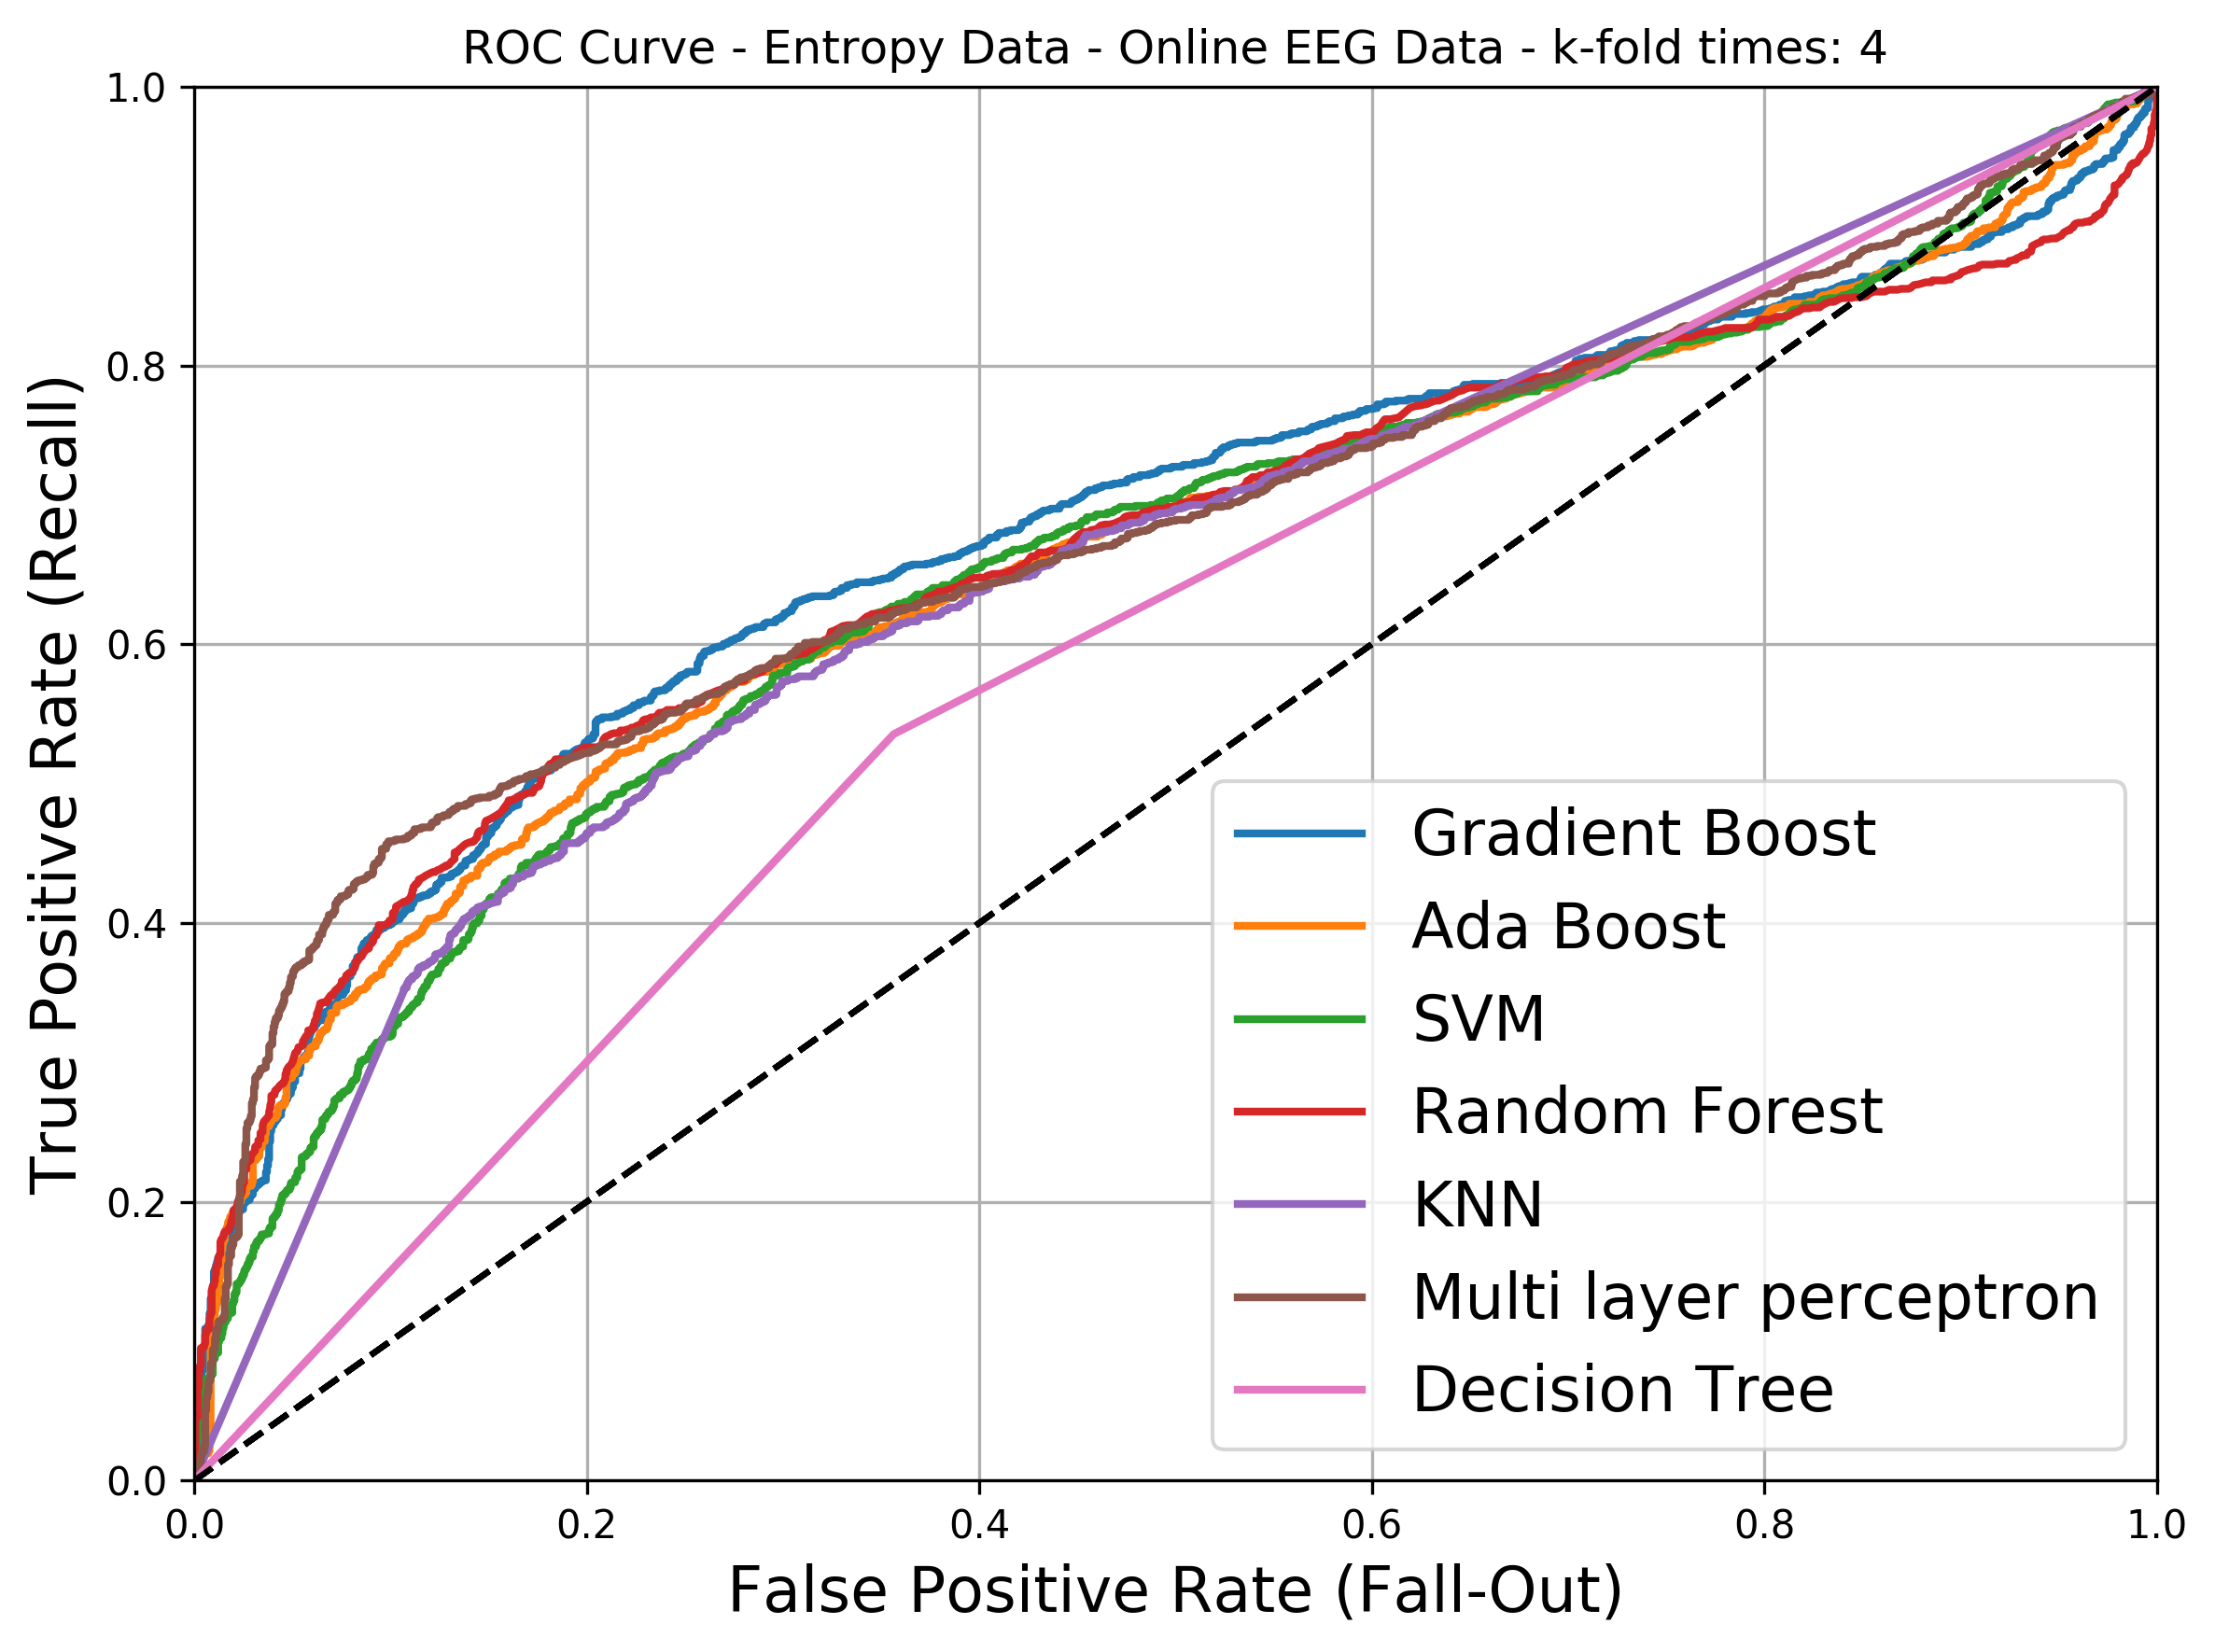 ROC Curve - Entropy Data - Online EEG Data - k-fold times: 4
True Positive Rate (Recall)
1.0
0.8
0.6
0.4
0.2
0.0
Gradient Boost
Ada Boost
SVM
Random Forest
KNN
Multi layer perceptron
Decision Tree
0.0 0.2 0.4 0.6 0.8 1.0
False Positive Rate (Fall-Out)